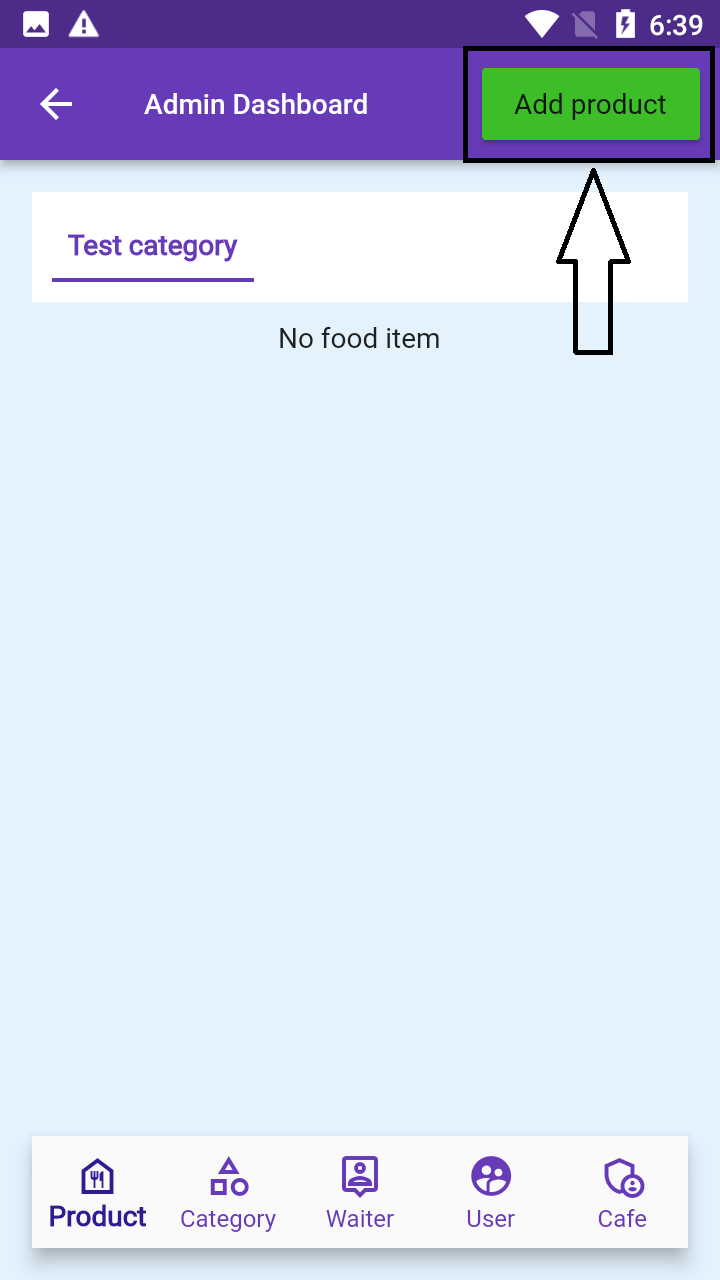 6:39
Admin Dashboard
Add product
Test category
No food item
Product Category Waiter User Cafe